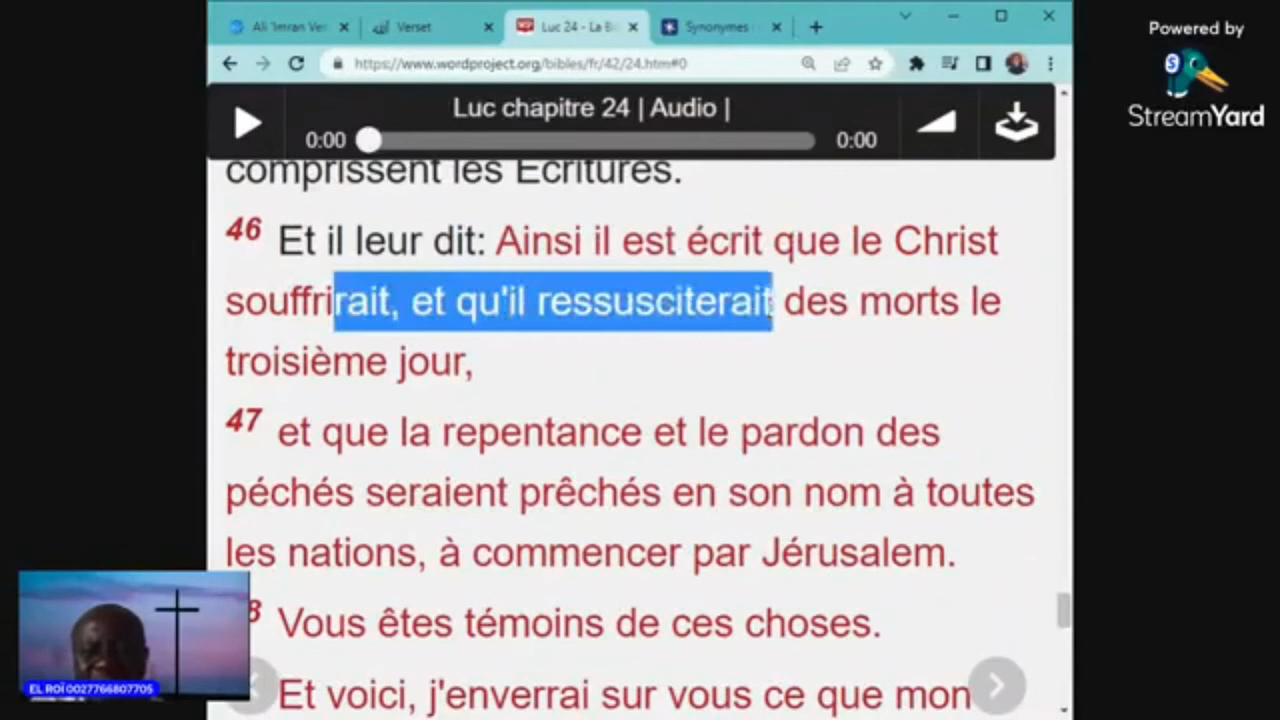 Ali 'Imran Ver
Verset
Luc 24 - La B
Synonymes
https://www.wordproject.org/bibles/fr/42/24.htm#0
Powered by
StreamYard
Luc chapitre 24 | Audio |
0:00
0:00
comprissent les Ecritures.
46 Et il leur dit: Ainsi il est écrit que le Christ
souffrirait, et qu'il ressusciterait des morts le
troisième jour,
47 et que la repentance et le pardon des
péchés seraient prêchés en son nom à toutes
les nations, à commencer par Jérusalem.
8 Vous êtes témoins de ces choses.
Et voici, j'enverrai sur vous ce que mon
EL ROÏ 0027766807705